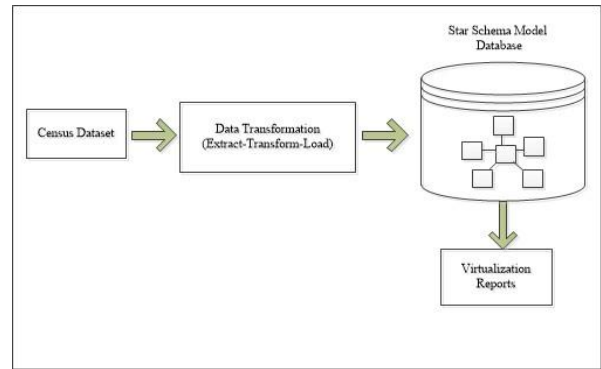 Star Schema Model
Database
Census Dataset
Data Transformation
(Extract-Transform-Load)
Virtualization
Reports